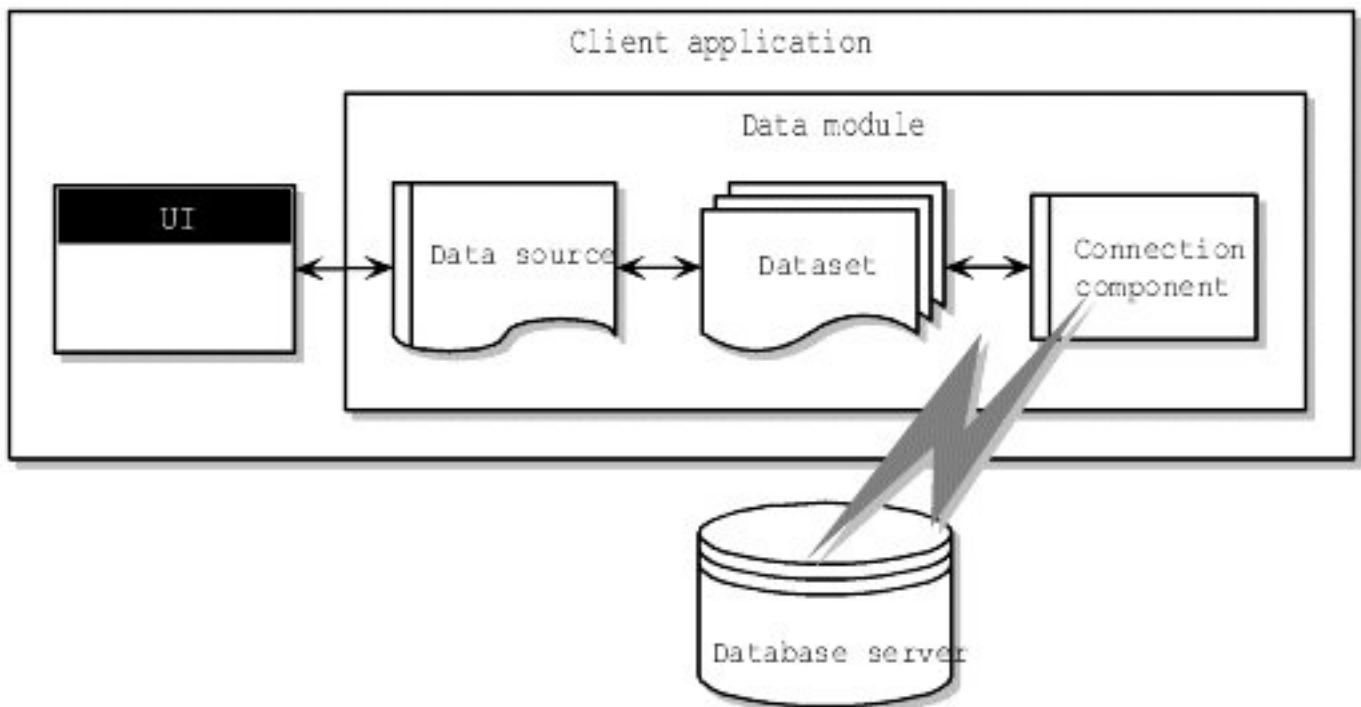 Client application
Data module
UI
Data source
Dataset
Connection
component
Database server